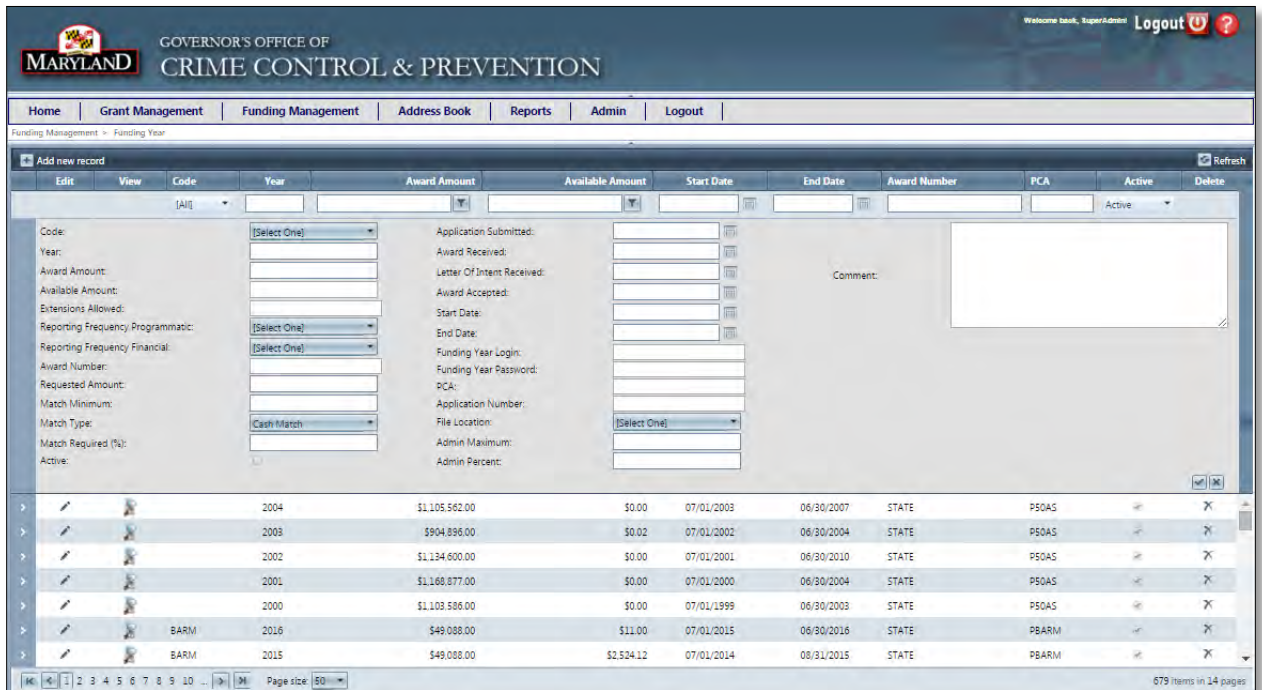 Welcome back, SuperAdmin! Logout ?
MARYLAND
GOVERNOR'S OFFICE OF
CRIME CONTROL & PREVENTION
Home Grant Management Funding Management Address Book Reports Admin Logout
Funding Management > Funding Year
Add new record Refresh
Edit View Code Year Award Amount Available Amount Start Date End Date Award Number PCA Active Delete
[All] Active
Code: [Select One] Application Submitted:
Year: Award Received:
Award Amount: Letter Of Intent Received: Comment:
Available Amount: Award Accepted:
Extensions Allowed: Start Date:
Reporting Frequency Programmatic: [Select One] End Date:
Reporting Frequency Financial: [Select One] Funding Year Login:
Award Number: Funding Year Password:
Requested Amount: PCA:
Match Minimum: Application Number:
Match Type: Cash Match File Location: [Select One]
Match Required (%): Admin Maximum:
Active: Admin Percent:
2004 $1,105,562.00 $0.00 07/01/2003 06/30/2007 STATE P50AS
2003 $904,896.00 $0.02 07/01/2002 06/30/2004 STATE P50AS
2002 $1,134,600.00 $0.00 07/01/2001 06/30/2010 STATE P50AS
2001 $1,168,877.00 $0.00 07/01/2000 06/30/2004 STATE P50AS
2000 $1,103,586.00 $0.00 07/01/1999 06/30/2003 STATE P50AS
BARM 2016 $49,088.00 $11.00 07/01/2015 06/30/2016 STATE PBARM
BARM 2015 $49,088.00 $2,524.12 07/01/2014 08/31/2015 STATE PBARM
1 2 3 4 5 6 7 8 9 10 ... Page size: 50 679 items in 14 pages